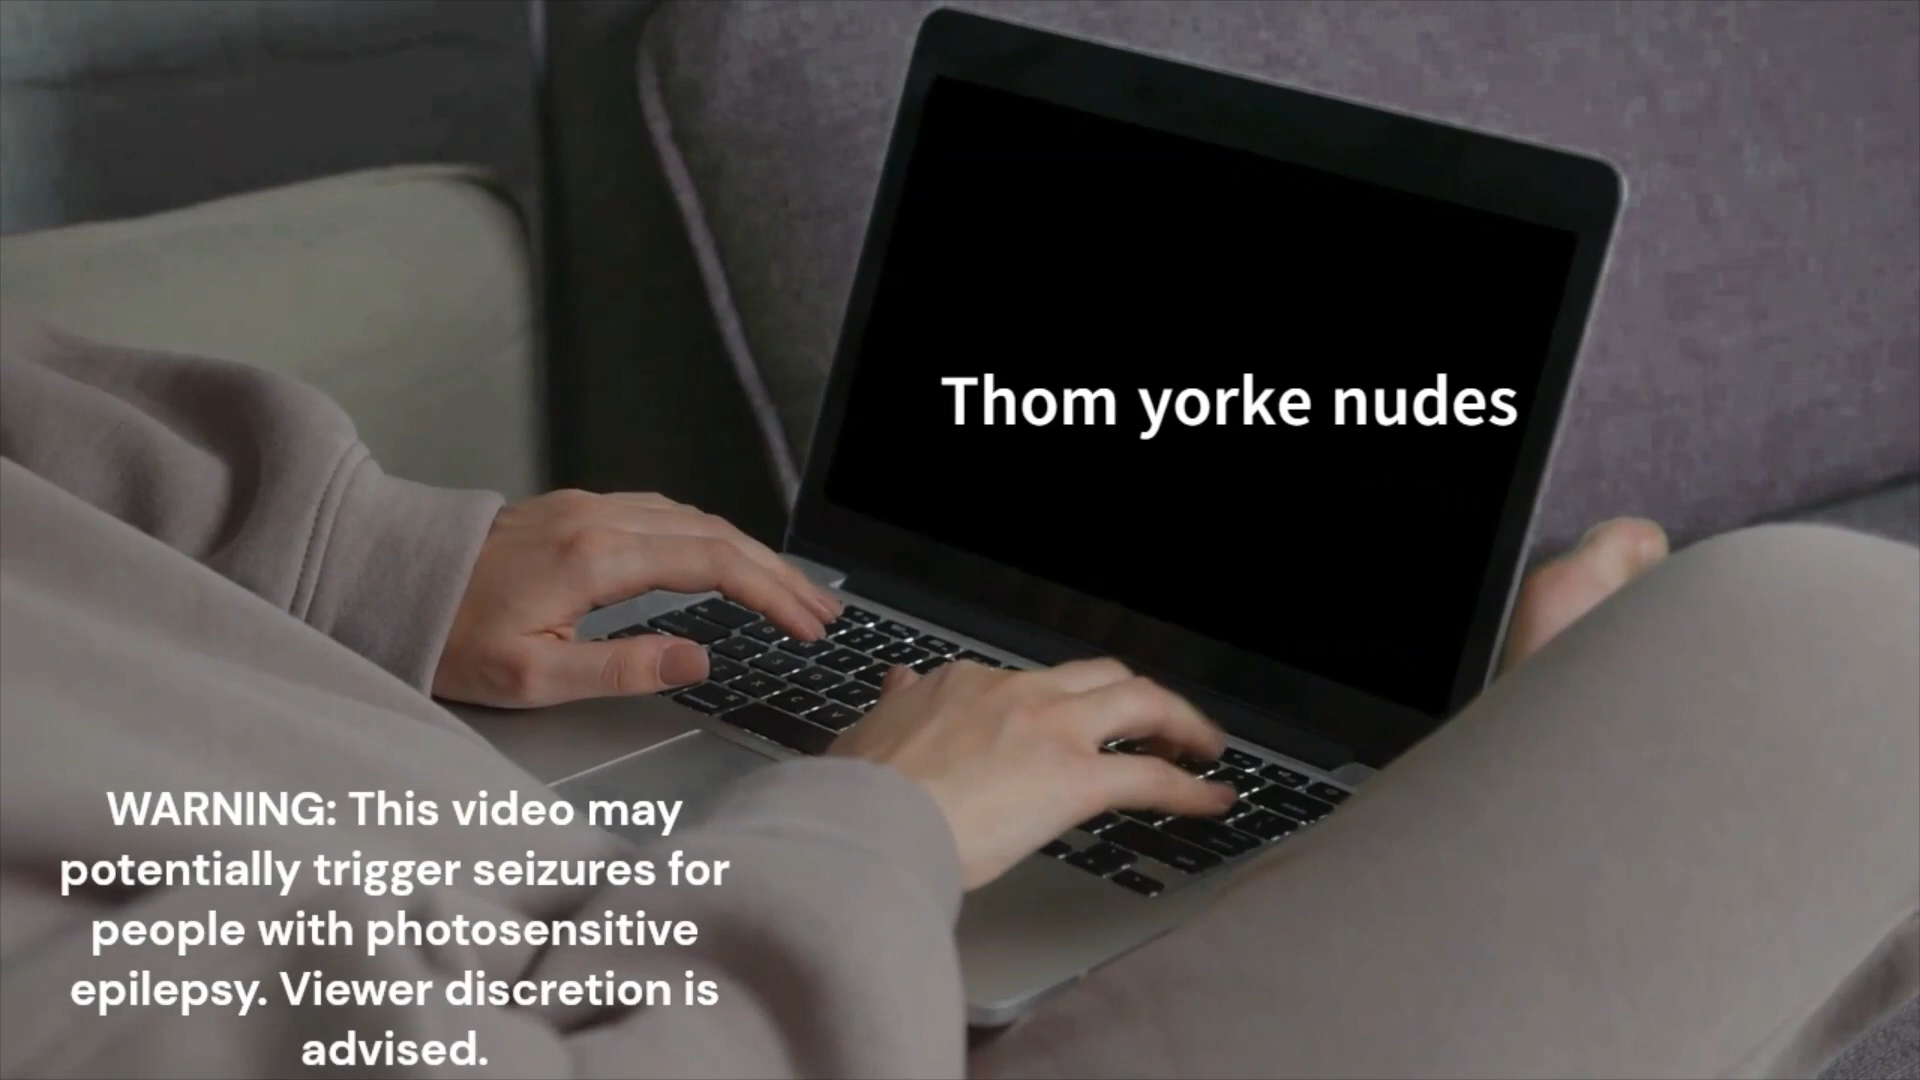 Thom yorke nudes
WARNING: This video may
potentially trigger seizures for
people with photosensitive
epilepsy. Viewer discretion is
advised.